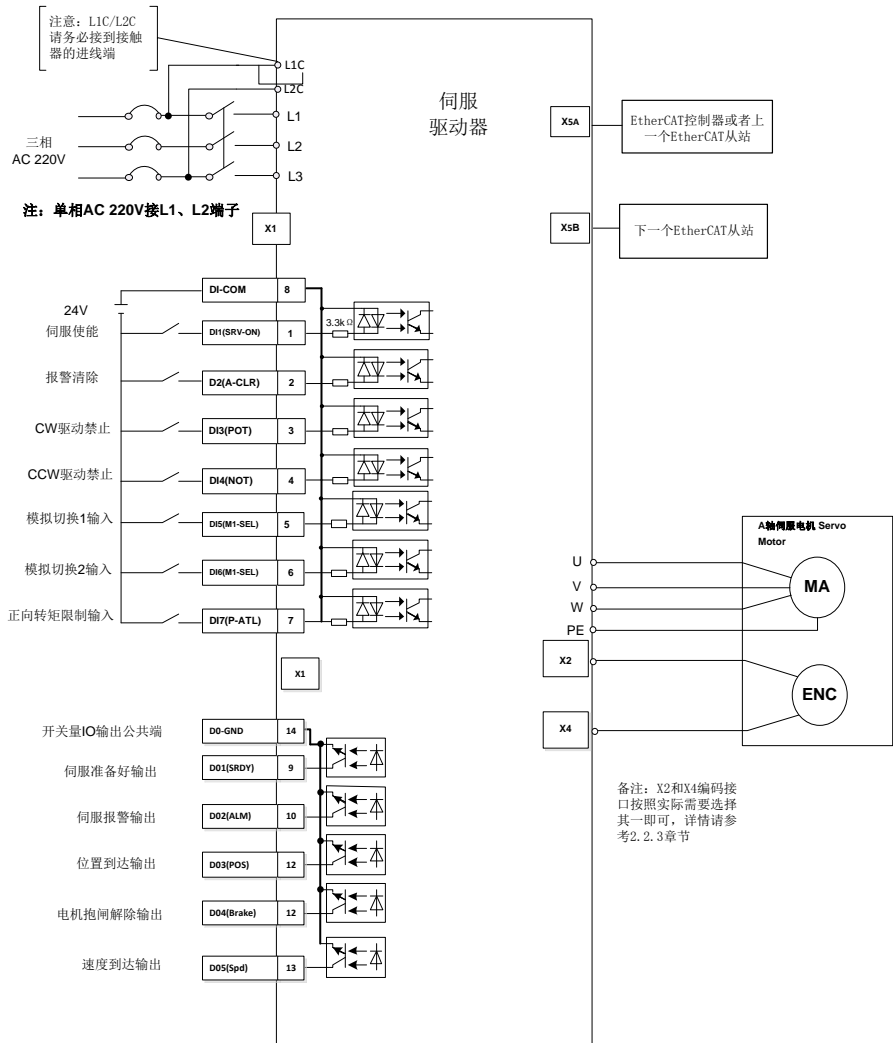 注意：L1C/L2C
请务必接到接触
器的进线端
L1C
L2C
L1
L2
L3
三相
AC 220V
注：单相AC 220V接L1、L2端子
伺服
驱动器
X5A
EtherCAT控制器或者上
一个EtherCAT从站
X5B
下一个EtherCAT从站
X1
24V
DI-COM 8
伺服使能 DI1(SRV-ON) 1
3.3kΩ
报警清除 D2(A-CLR) 2
CW驱动禁止 DI3(POT) 3
CCW驱动禁止 DI4(NOT) 4
模拟切换1输入 DI5(M1-SEL) 5
模拟切换2输入 DI6(M1-SEL) 6
正向转矩限制输入 DI7(P-ATL) 7
X1
开关量IO输出公共端 D0-GND 14
伺服准备好输出 D01(SRDY) 9
伺服报警输出 D02(ALM) 10
位置到达输出 D03(POS) 12
电机抱闸解除输出 D04(Brake) 12
速度到达输出 D05(Spd) 13
A轴伺服电机 Servo
Motor
U
V
W
PE
MA
X2
ENC
X4
备注：X2和X4编码接
口按照实际需要选择
其一即可，详情请参
考2.2.3章节